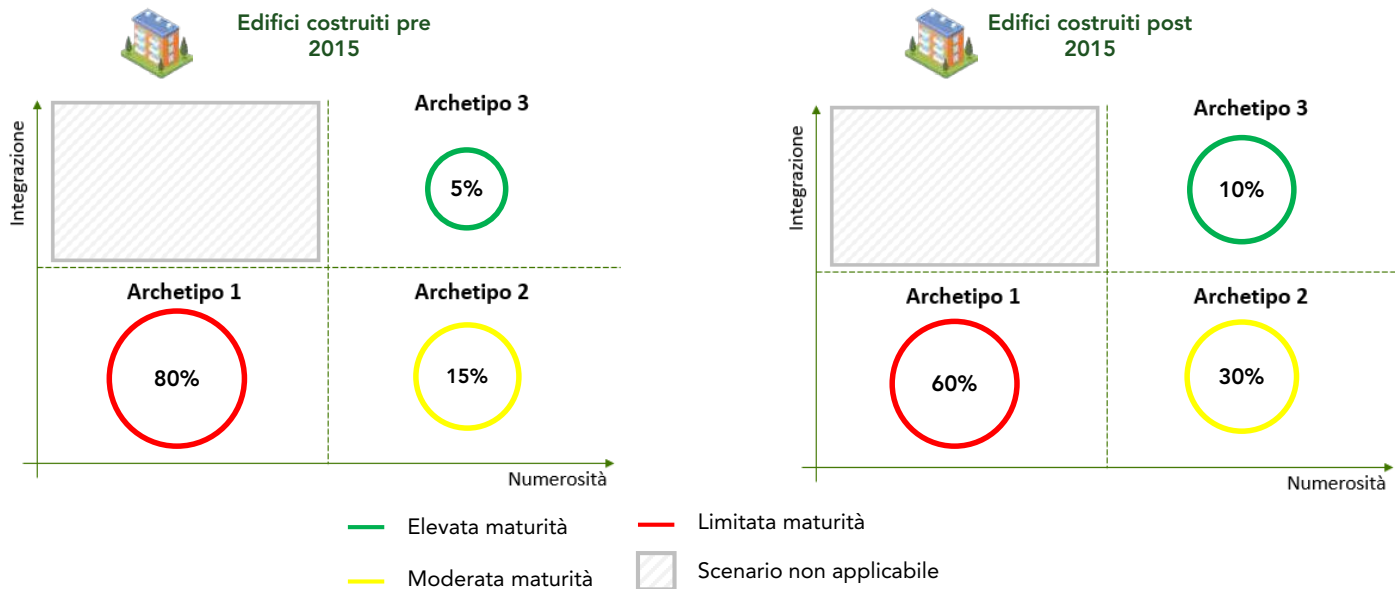 Edifici costruiti pre
2015
Integrazione
Archetipo 3
5%
Archetipo 1
80%
Archetipo 2
15%
Numerosità
Edifici costruiti post
2015
Integrazione
Archetipo 3
10%
Archetipo 1
60%
Archetipo 2
30%
Numerosità
Elevata maturità
Limitata maturità
Moderata maturità
Scenario non applicabile